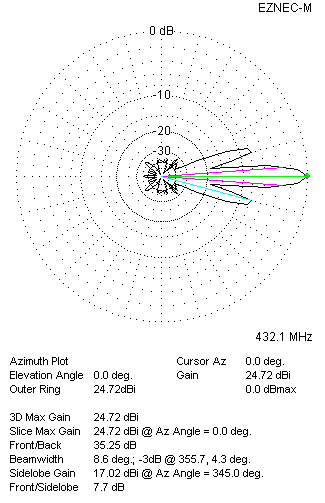 EZNEC-M
0 dB
-10
-20
-30
432.1 MHz
Azimuth Plot Cursor Az 0.0 deg.
Elevation Angle 0.0 deg. Gain 24.72 dBi
Outer Ring 24.72dBi 0.0 dBmax
3D Max Gain 24.72 dBi
Slice Max Gain 24.72 dBi @ Az Angle = 0.0 deg.
Front/Back 35.25 dB
Beamwidth 8.6 deg.; -3dB @ 355.7, 4.3 deg.
Sidelobe Gain 17.02 dBi @ Az Angle = 345.0 deg.
Front/Sidelobe 7.7 dB